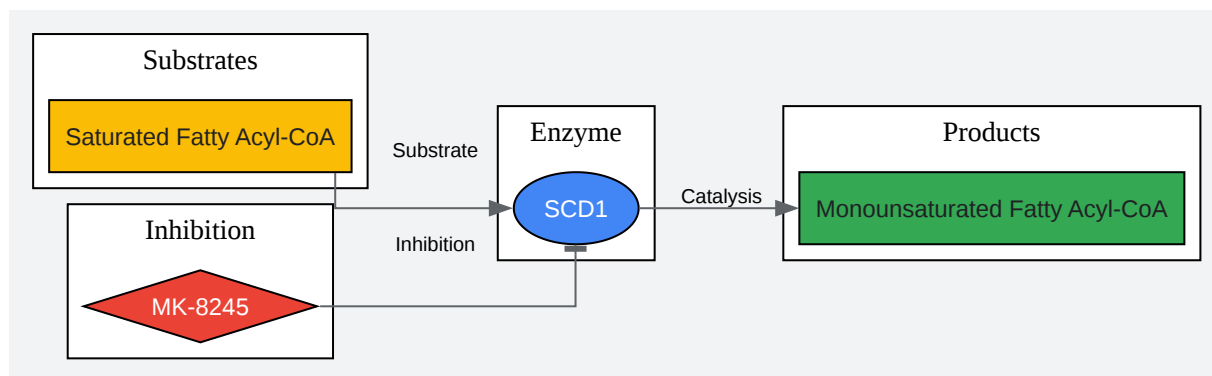 Substrates
Saturated Fatty Acyl-CoA
Substrate
Inhibition
MK-8245
Inhibition
Enzyme
SCD1
Catalysis
Products
Monounsaturated Fatty Acyl-CoA